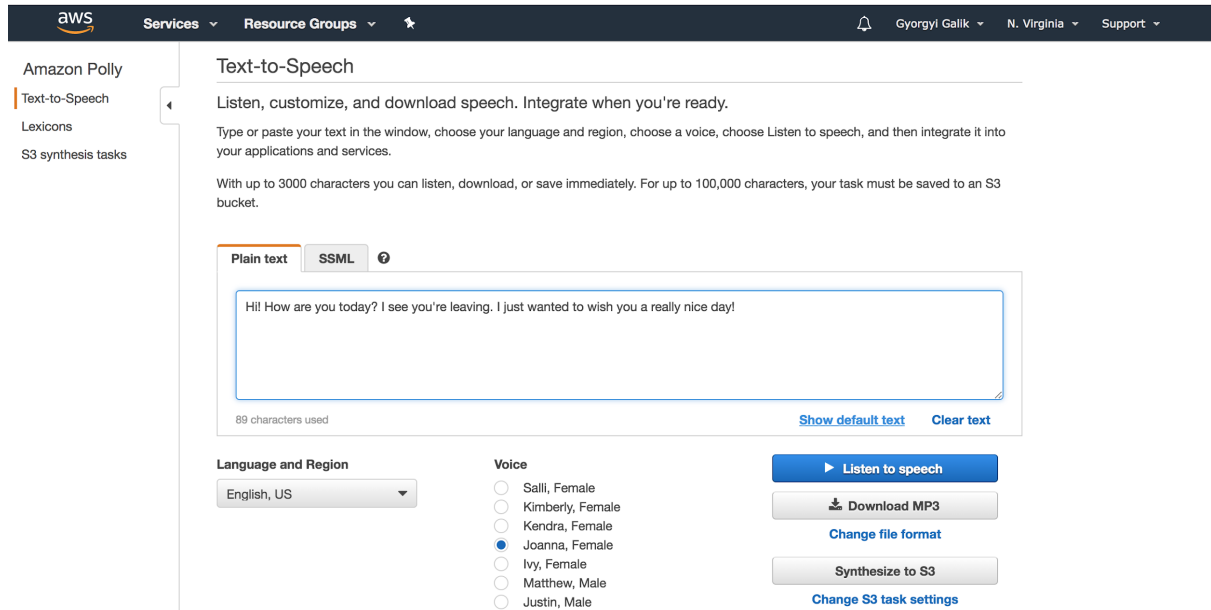 aws Services Resource Groups Gyorgyi Galik N. Virginia Support
Amazon Polly
Text-to-Speech
Lexicons
S3 synthesis tasks
Text-to-Speech
Listen, customize, and download speech. Integrate when you're ready.
Type or paste your text in the window, choose your language and region, choose a voice, choose Listen to speech, and then integrate it into
your applications and services.
With up to 3000 characters you can listen, download, or save immediately. For up to 100,000 characters, your task must be saved to an S3
bucket.
Plain text SSML ?
Hi! How are you today? I see you're leaving. I just wanted to wish you a really nice day!
89 characters used Show default text Clear text
Language and Region
English, US
Voice
Salli, Female
Kimberly, Female
Kendra, Female
Joanna, Female
Ivy, Female
Matthew, Male
Justin, Male
Listen to speech
Download MP3
Change file format
Synthesize to S3
Change S3 task settings